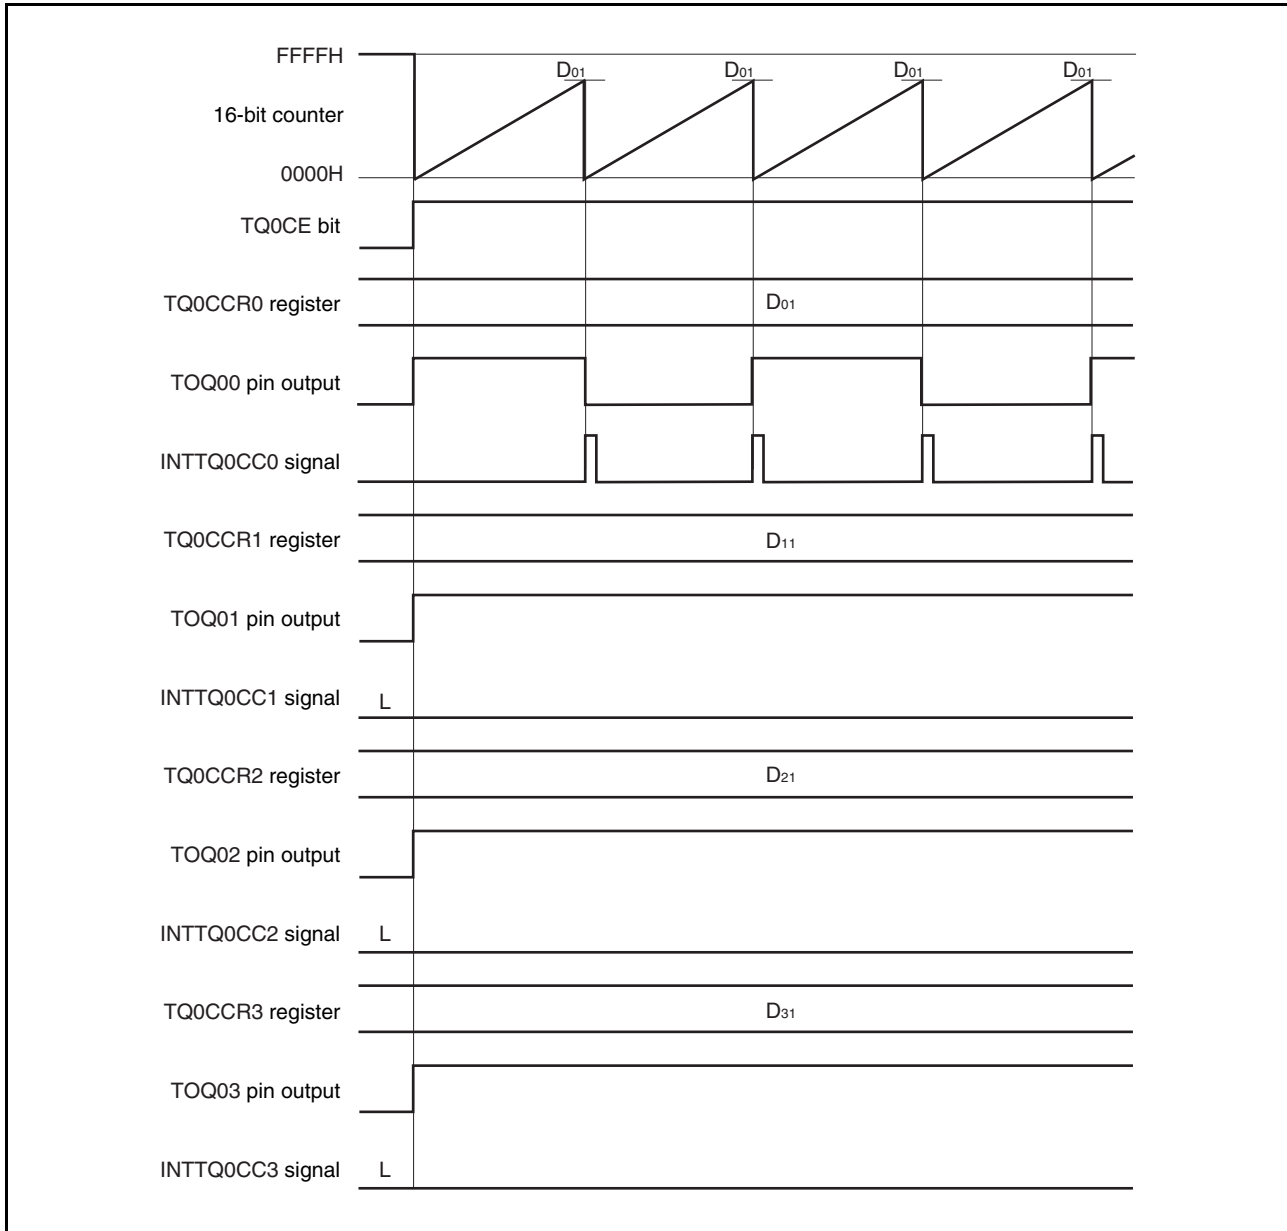 FFFFH
D01 D01 D01 D01
16-bit counter
0000H
TQ0CE bit
TQ0CCR0 register D01
TOQ00 pin output
INTTQ0CC0 signal
TQ0CCR1 register D11
TOQ01 pin output
INTTQ0CC1 signal L
TQ0CCR2 register D21
TOQ02 pin output
INTTQ0CC2 signal L
TQ0CCR3 register D31
TOQ03 pin output
INTTQ0CC3 signal L